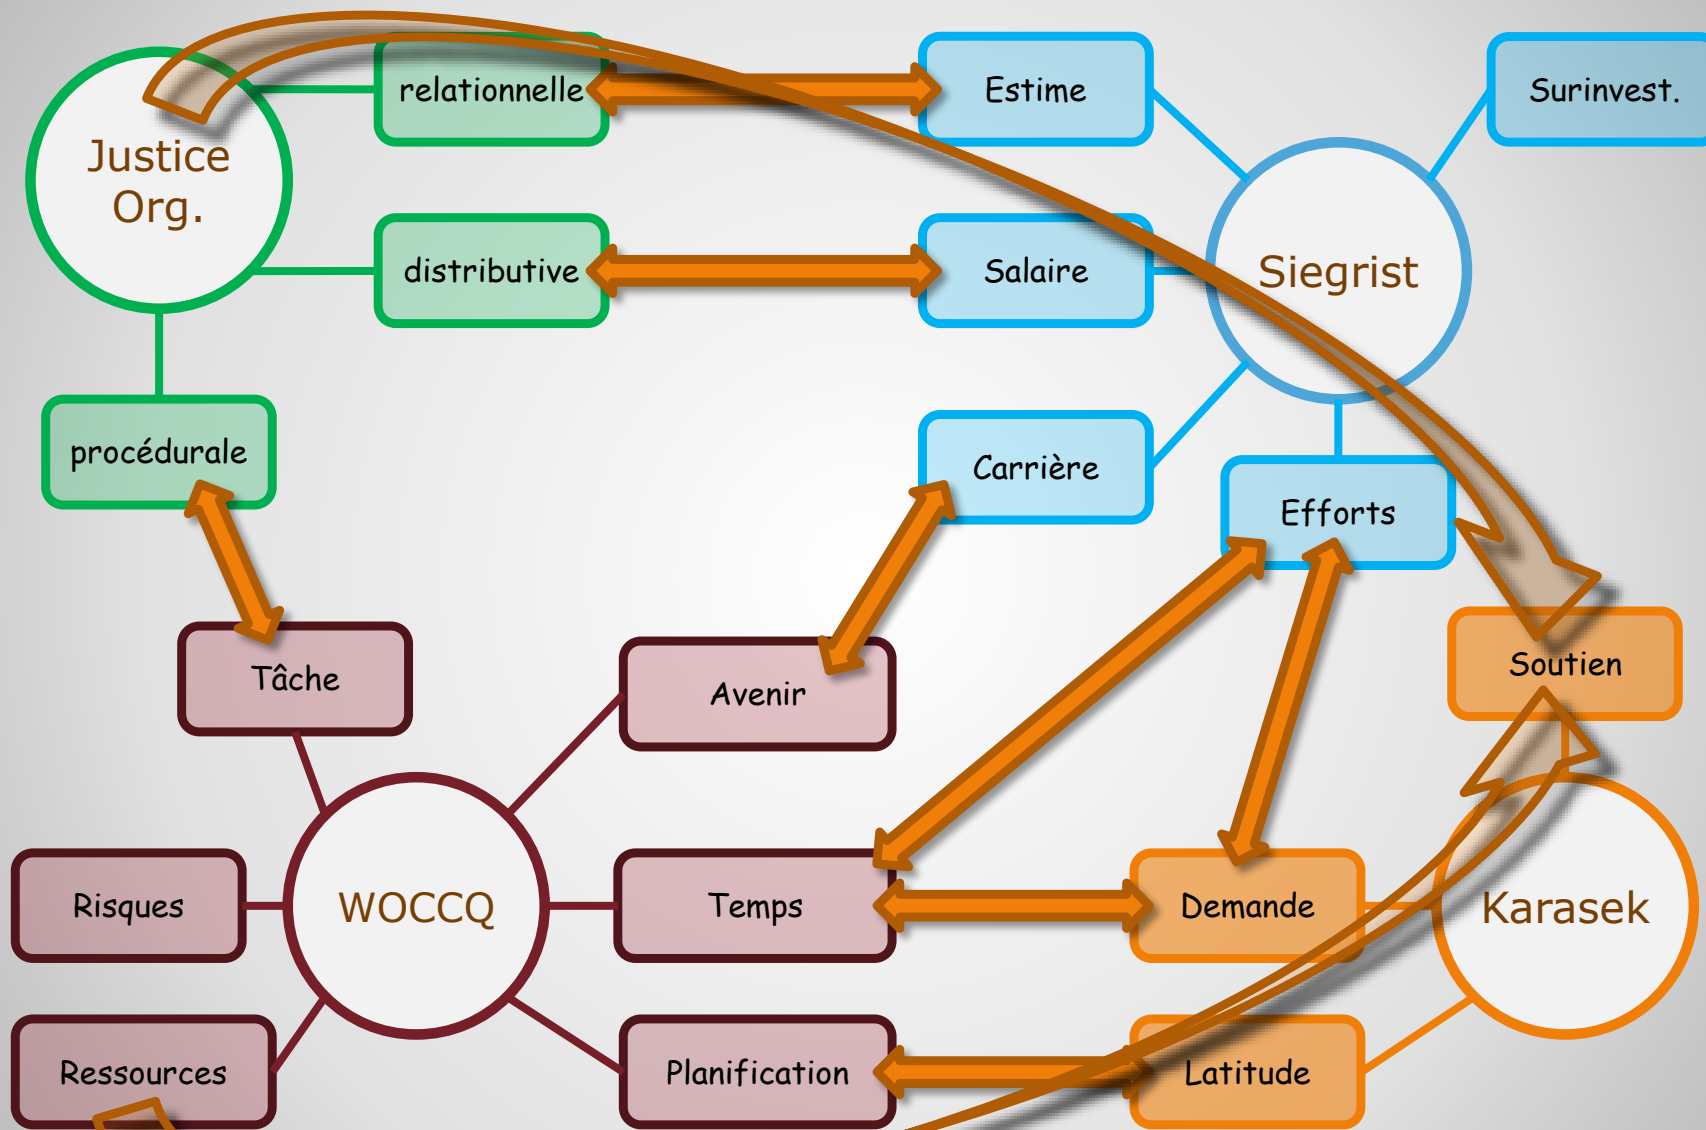 relationnelle
Estime
Surinvest.
Justice
Org.
distributive
Salaire
Siegrist
procédurale
Carrière
Efforts
Tâche
Avenir
Soutien
Risques
WOCCQ
Temps
Demande
Karasek
Ressources
Planification
Latitude